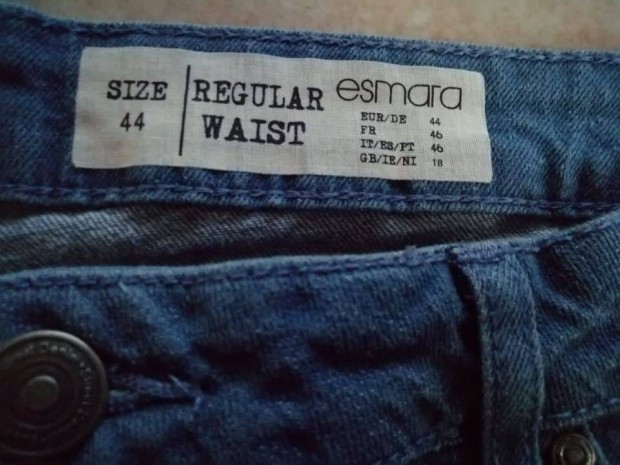 SIZE
44
REGULAR
WAIST
esmara
EUR/DE 44
FR 46
IT/ES/PT 46
GB/IE/NI 18